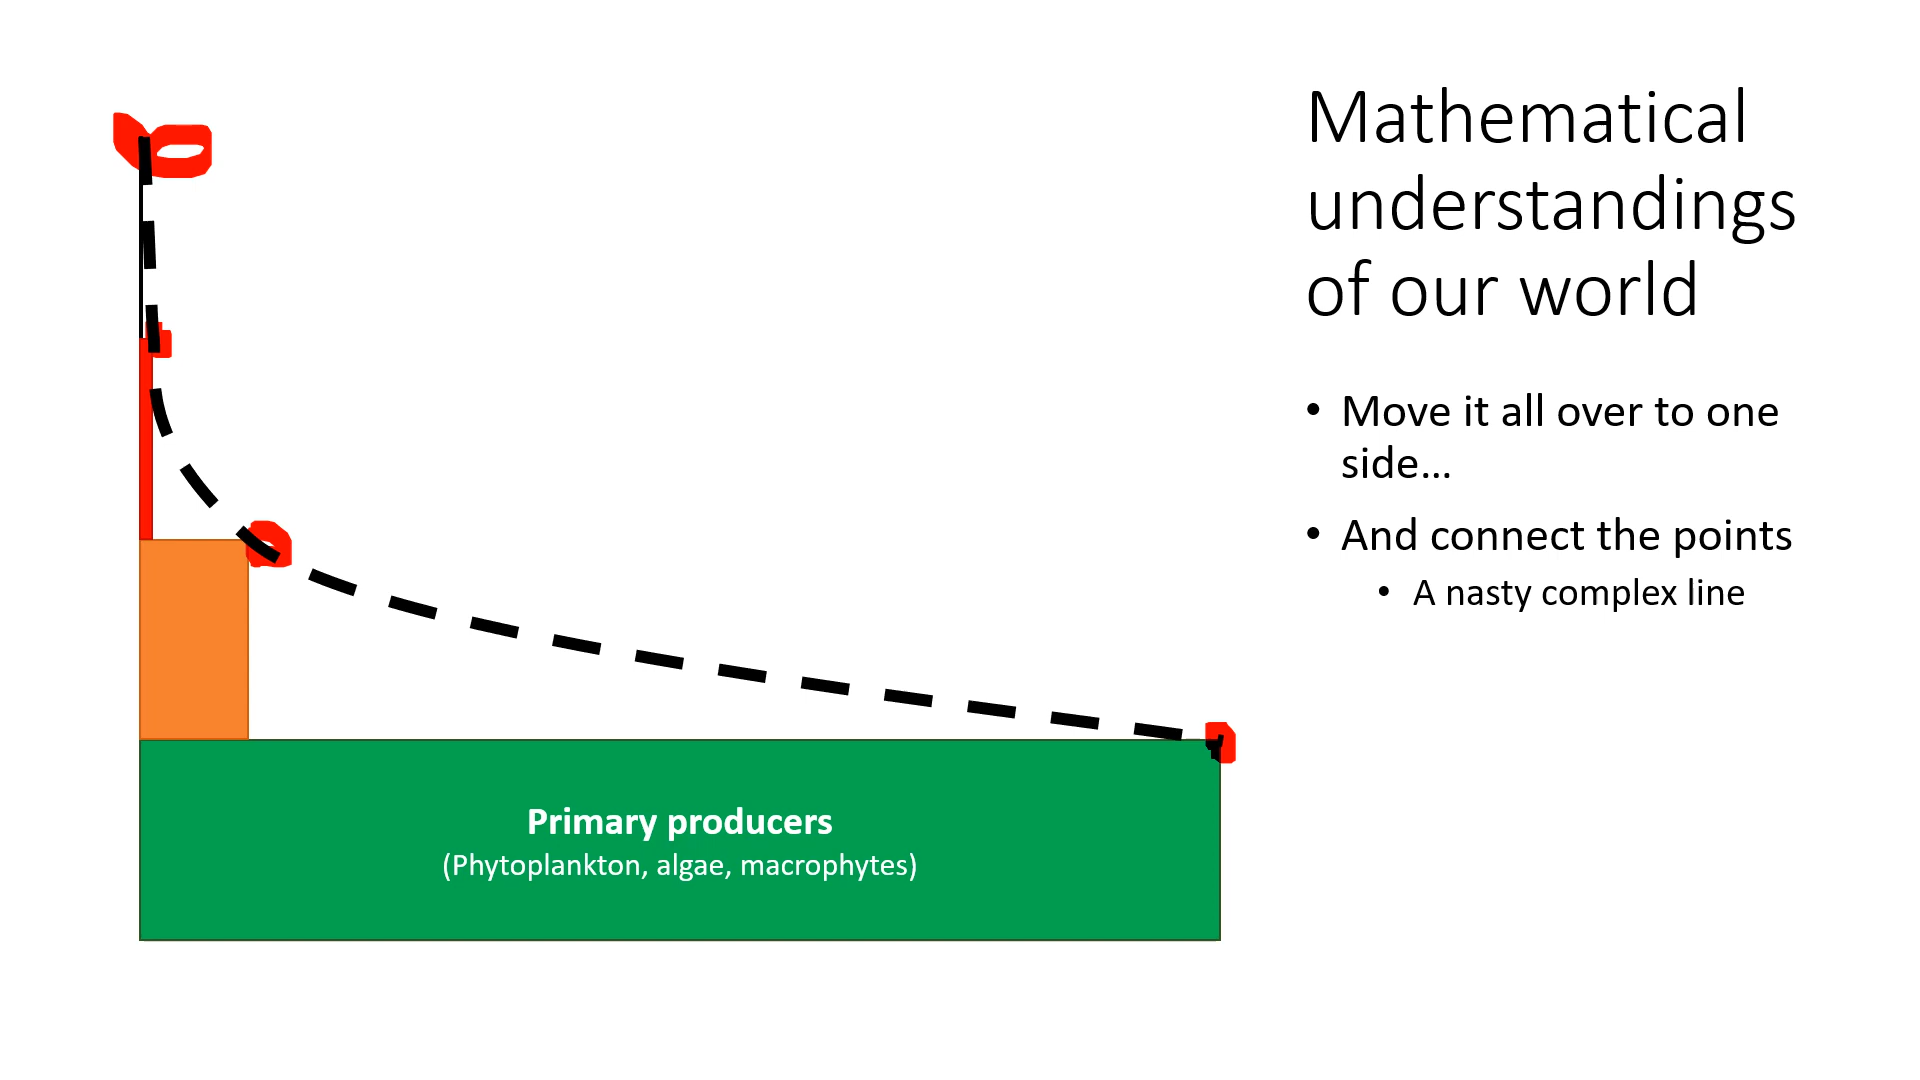 Mathematical
understandings
of our world
• Move it all over to one
side...
• And connect the points
• A nasty complex line
Primary producers
(Phytoplankton, algae, macrophytes)